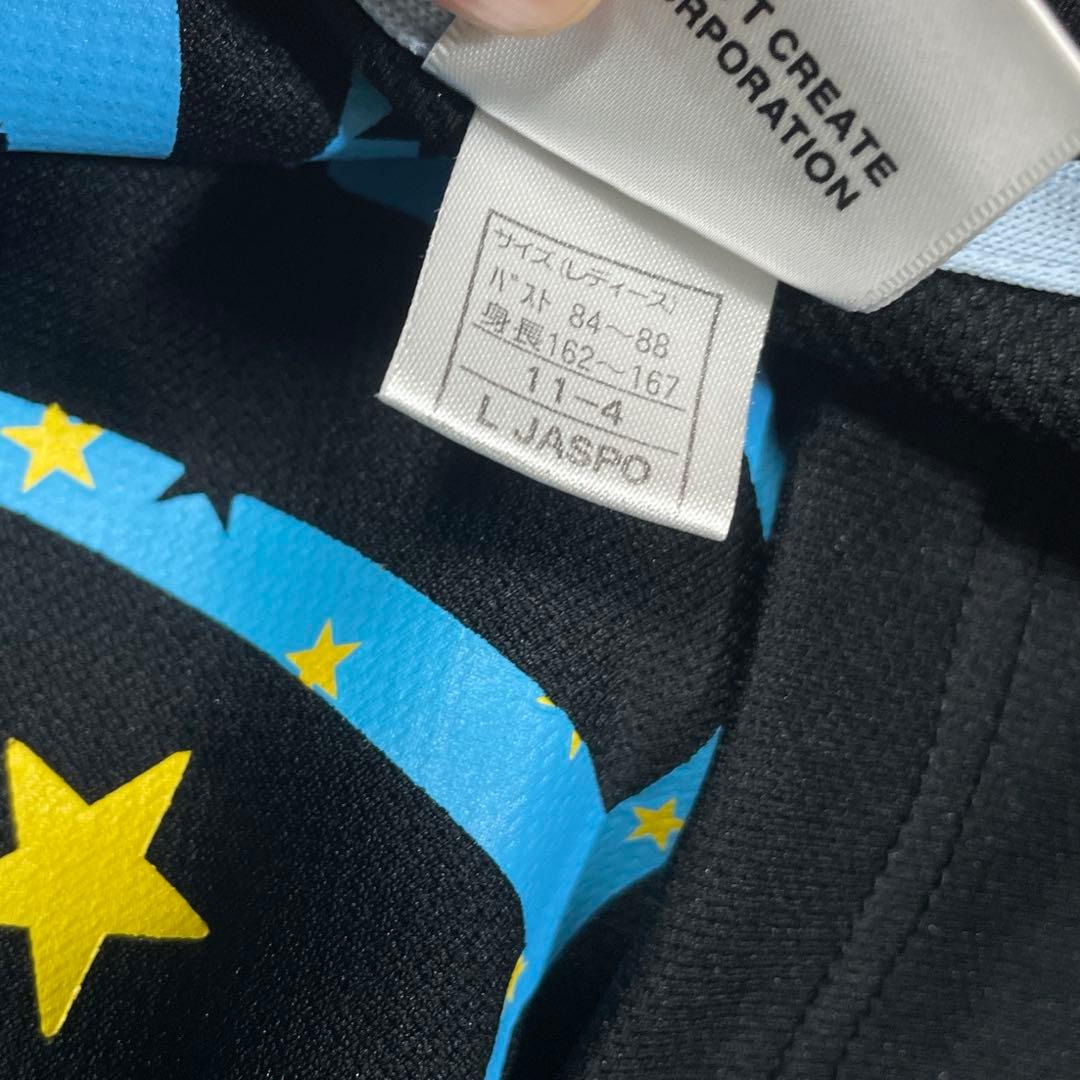 T CREATE
RPORATION
サイズ(レディース)
バスト 84〜88
身長162〜167
11-4
L JASPO